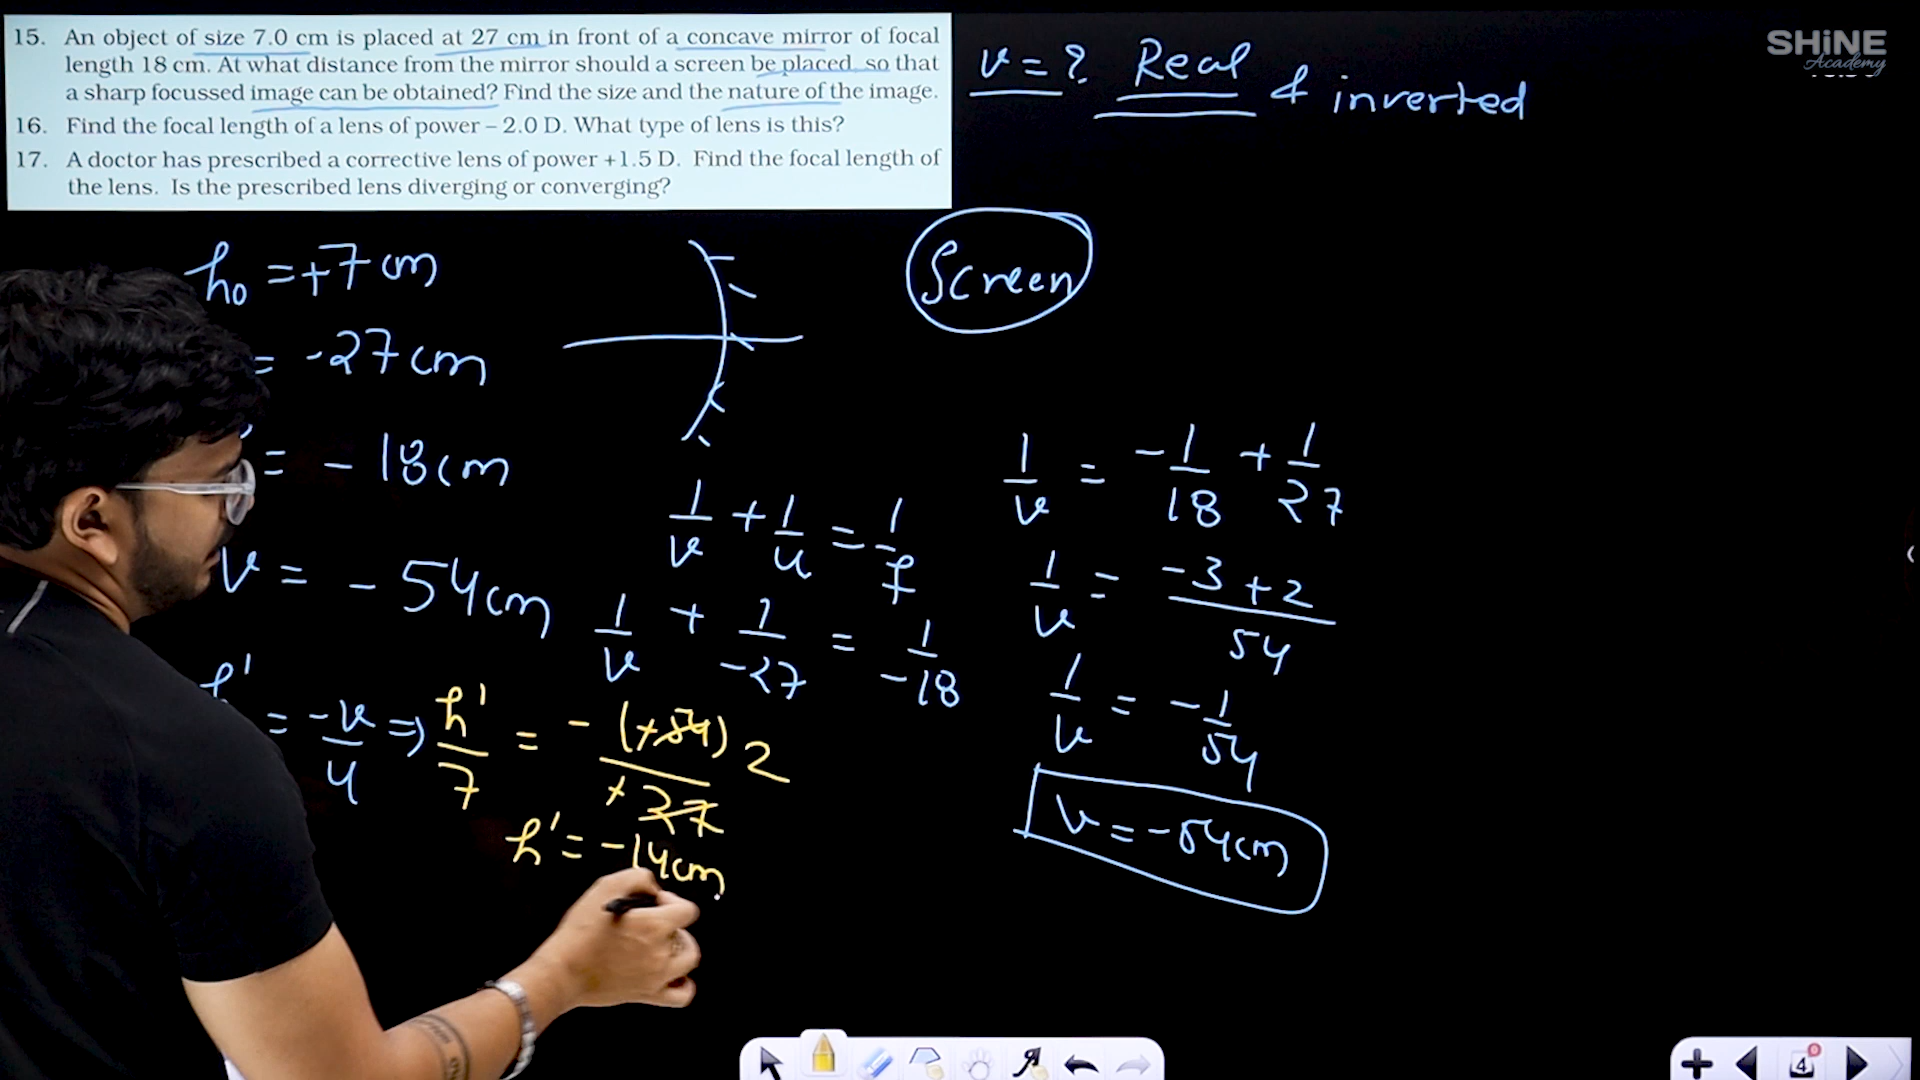 15. An object of size 7.0 cm is placed at 27 cm in front of a concave mirror of focal
length 18 cm. At what distance from the mirror should a screen be placed, so that
a sharp focussed image can be obtained? Find the size and the nature of the image.
16. Find the focal length of a lens of power – 2.0 D. What type of lens is this?
17. A doctor has prescribed a corrective lens of power +1.5 D. Find the focal length of
the lens. Is the prescribed lens diverging or converging?
v = ? Real & inverted
SHiNE
Academy
Screen
h₀ = +7 cm
= -27 cm
= - 18 cm
v = - 54 cm
h' = -v/u ⇒ h'/7 = - (+54)/+27 2
h' = -14 cm
1/v + 1/u = 1/f
1/v + 1/-27 = 1/-18
1/v = -1/18 + 1/27
1/v = -3+2/54
1/v = -1/54
v = -54 cm
4